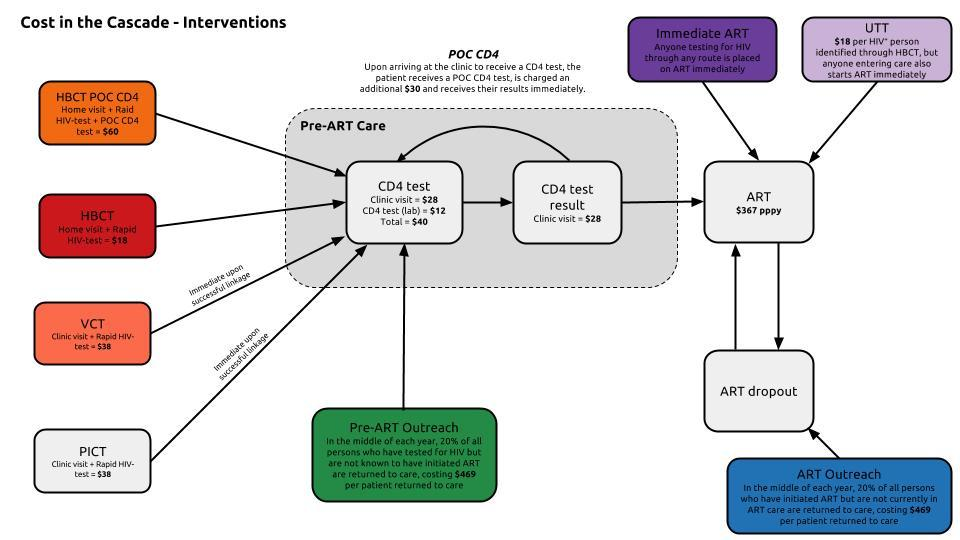 Cost in the Cascade - Interventions
POC CD4
Upon arriving at the clinic to receive a CD4 test, the
patient receives a POC CD4 test, is charged an
additional $30 and receives their results immediately.
Immediate ART
Anyone testing for HIV
through any route is placed
on ART immediately
UTT
$18 per HIV⁺ person
identified through HBCT, but
anyone entering care also
starts ART immediately
HBCT POC CD4
Home visit + Raid
HIV-test + POC CD4
test = $60
Pre-ART Care
CD4 test
Clinic visit = $28
CD4 test (lab) = $12
Total = $40
CD4 test
result
Clinic visit = $28
ART
$367 pppy
HBCT
Home visit + Rapid
HIV-test = $18
Immediate upon
successful linkage
VCT
Clinic visit + Rapid HIV-
test = $38
Immediate upon
successful linkage
ART dropout
PICT
Clinic visit + Rapid HIV-
test = $38
Pre-ART Outreach
In the middle of each year, 20% of all
persons who have tested for HIV but
are not known to have initiated ART
are returned to care, costing $469
per patient returned to care
ART Outreach
In the middle of each year, 20% of all persons
who have initiated ART but are not currently in
ART care are returned to care, costing $469
per patient returned to care